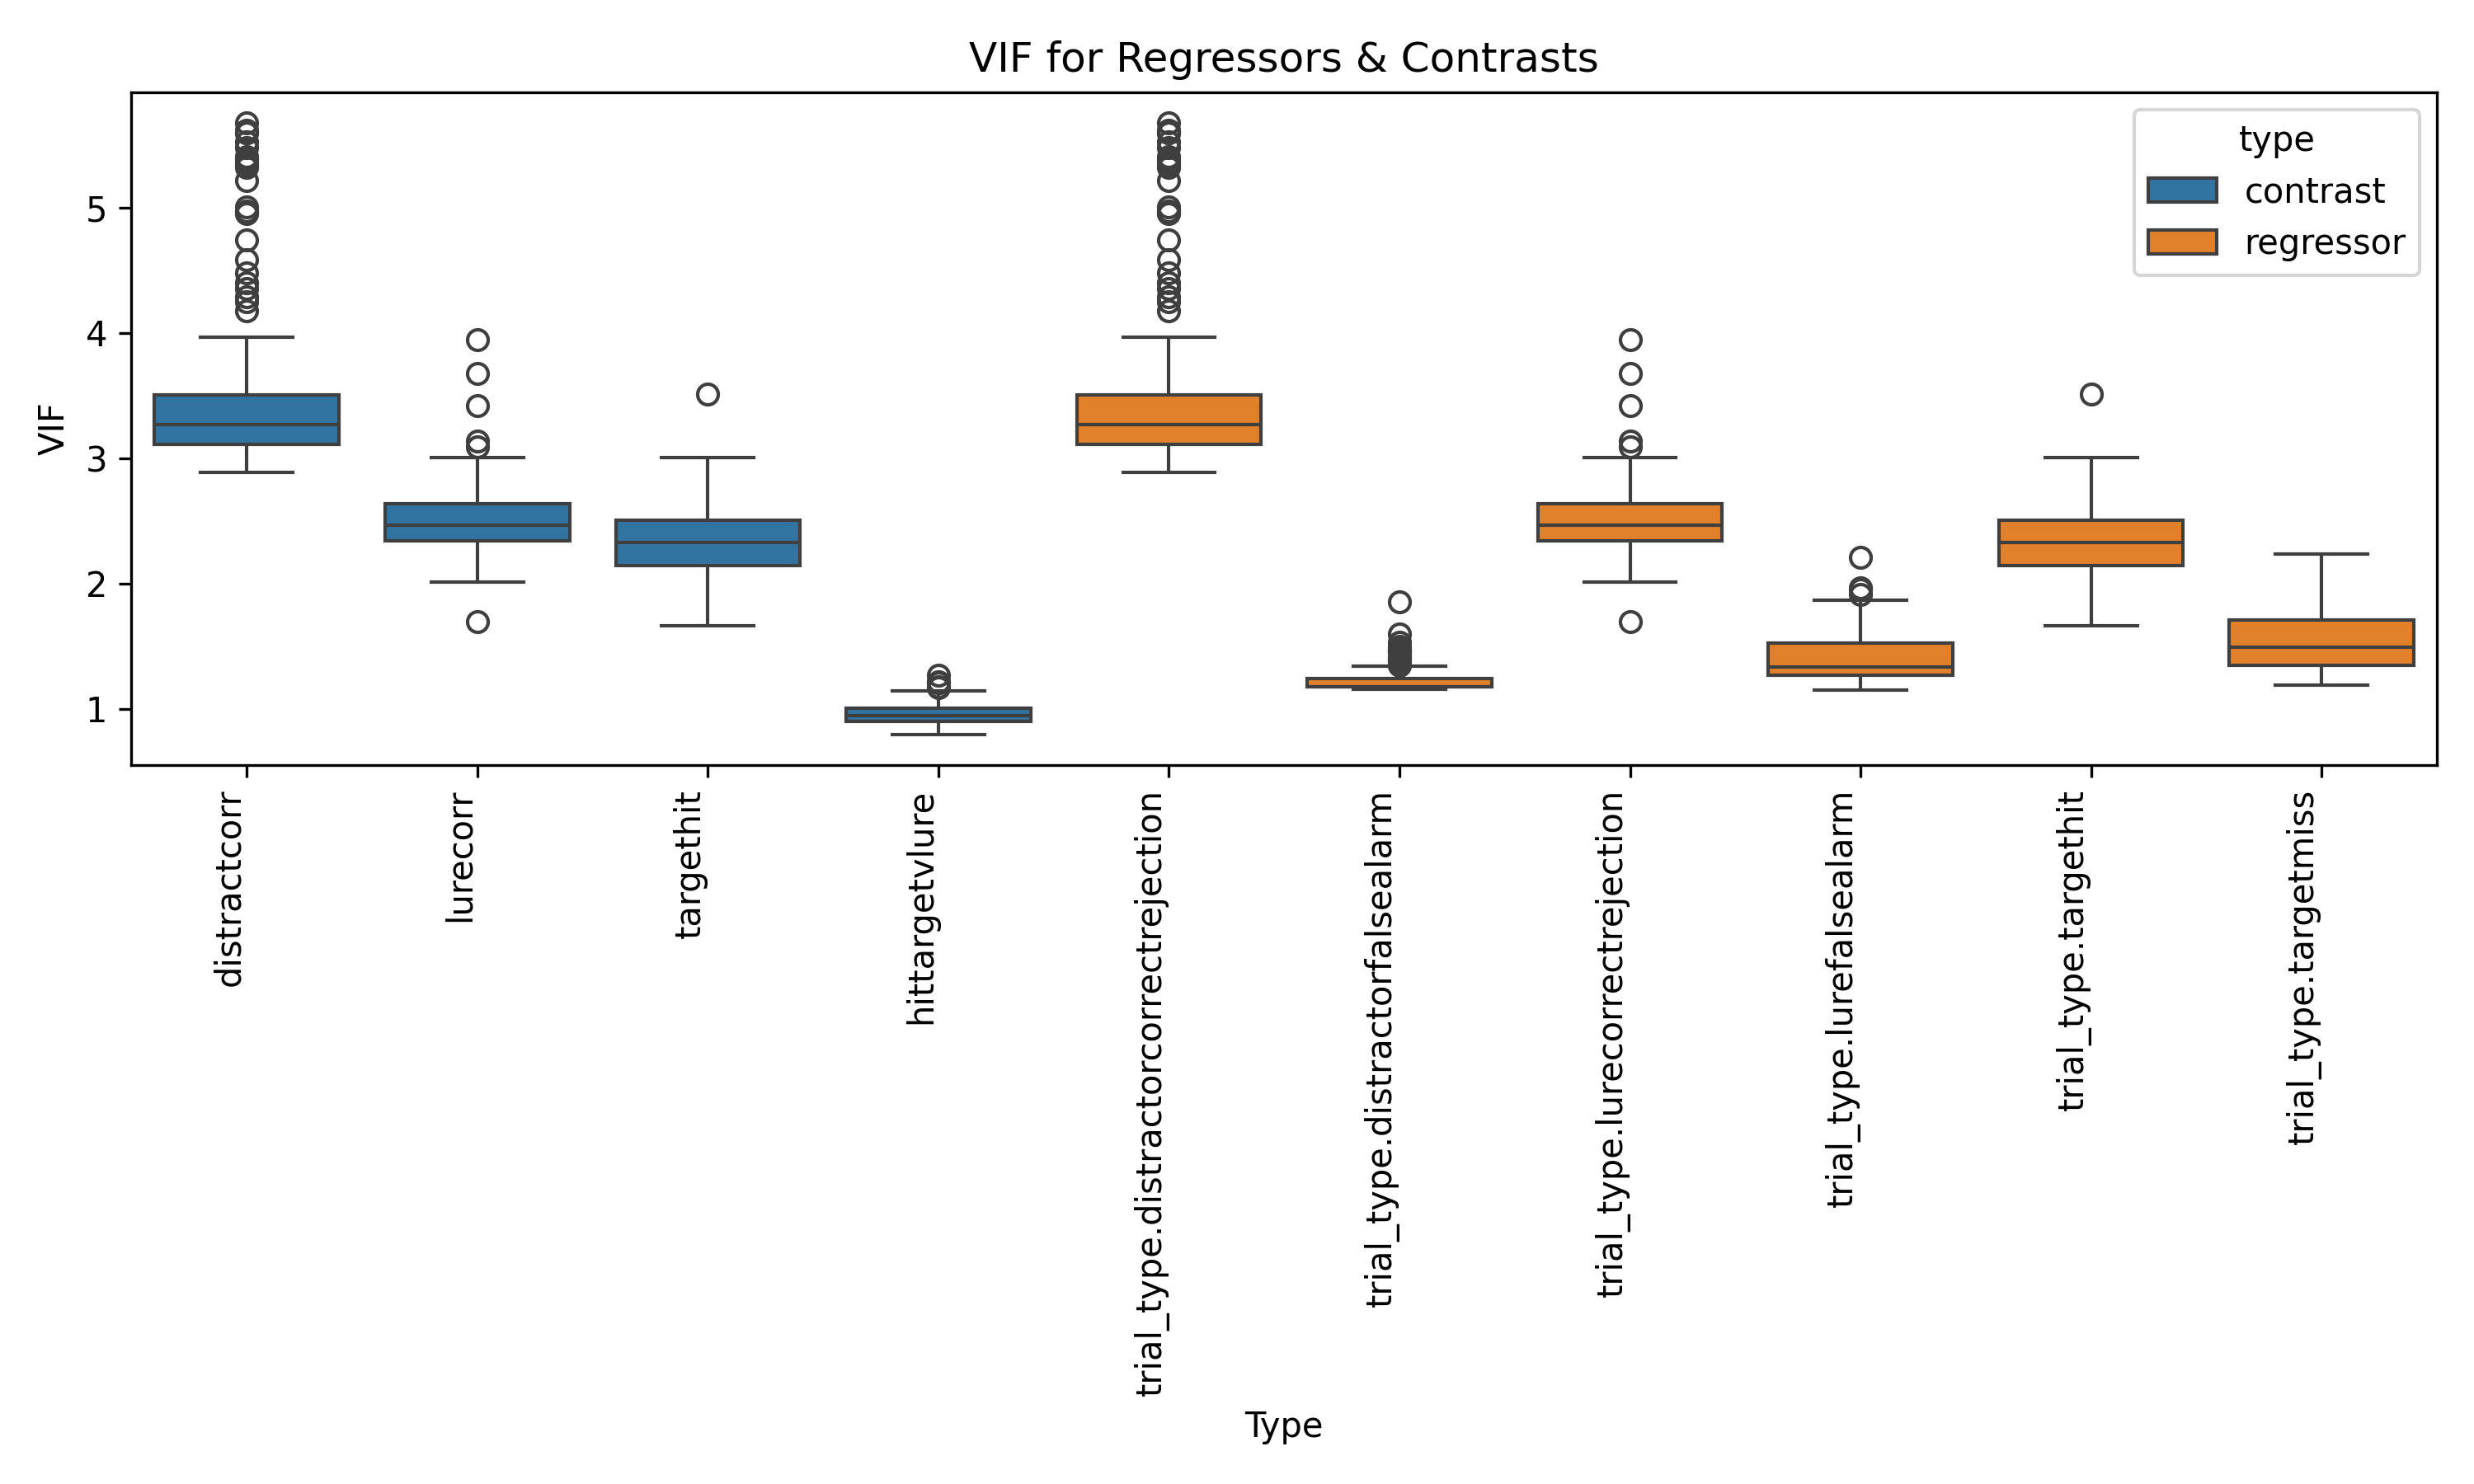 VIF for Regressors & Contrasts
type
contrast
regressor
VIF
5
4
3
2
1
distractcorr
lurecorr
targethit
hittargetvlure
trial_type.distractorcorrectrejection
trial_type.distractorfalsealarm
trial_type.lurecorrectrejection
trial_type.lurefalsealarm
trial_type.targethit
trial_type.targetmiss
Type